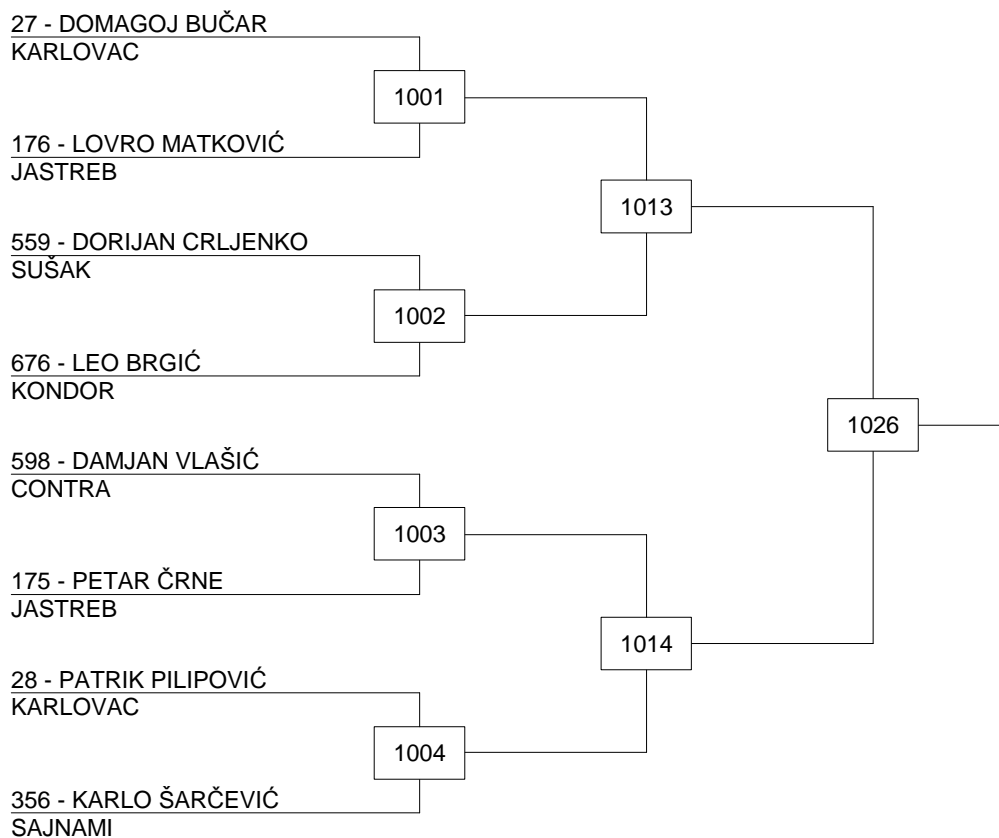 27 - DOMAGOJ BUČAR
KARLOVAC
1001
176 - LOVRO MATKOVIĆ
JASTREB
1013
559 - DORIJAN CRLJENKO
SUŠAK
1002
676 - LEO BRGIĆ
KONDOR
1026
598 - DAMJAN VLAŠIĆ
CONTRA
1003
175 - PETAR ČRNE
JASTREB
1014
28 - PATRIK PILIPOVIĆ
KARLOVAC
1004
356 - KARLO ŠARČEVIĆ
SAJNAMI